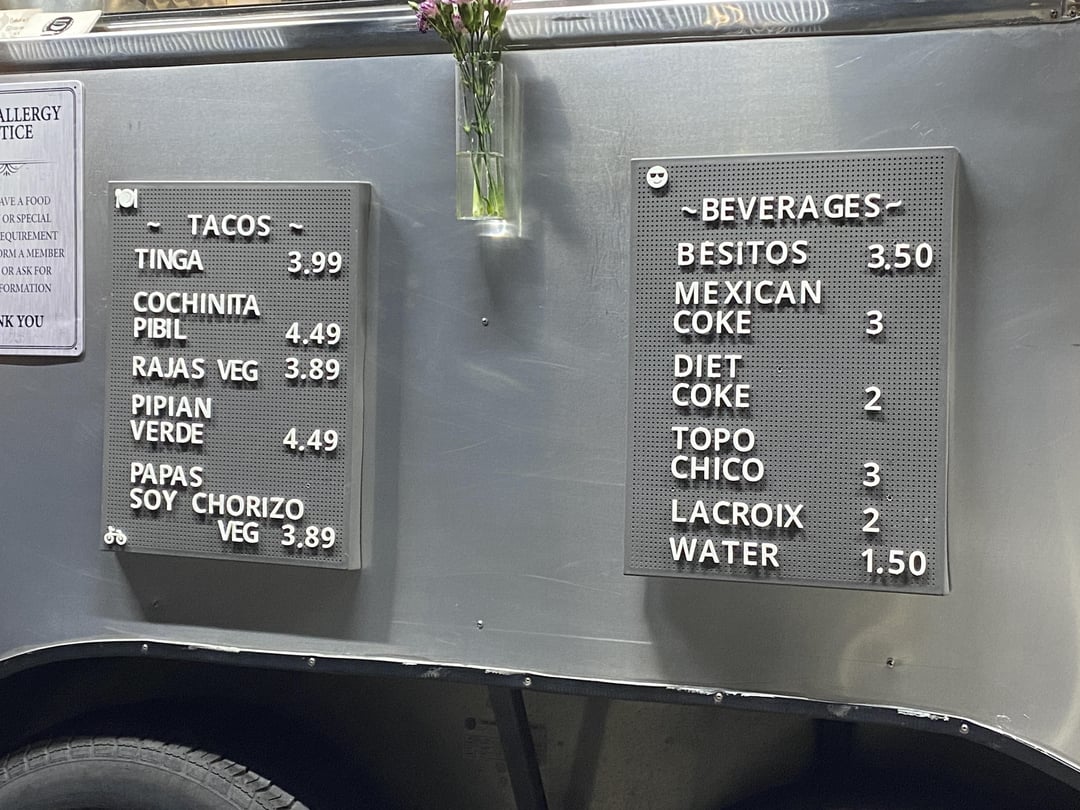 ALLERGY
TICE
AVE A FOOD
OR SPECIAL
EQUIREMENT
ORM A MEMBER
OR ASK FOR
FORMATION
NK YOU
~ TACOS ~
TINGA 3.99
COCHINITA
PIBIL 4.49
RAJAS VEG 3.89
PIPIAN
VERDE 4.49
PAPAS
SOY CHORIZO
VEG 3.89
~BEVERAGES~
BESITOS 3.50
MEXICAN
COKE 3
DIET
COKE 2
TOPO
CHICO 3
LACROIX 2
WATER 1.50